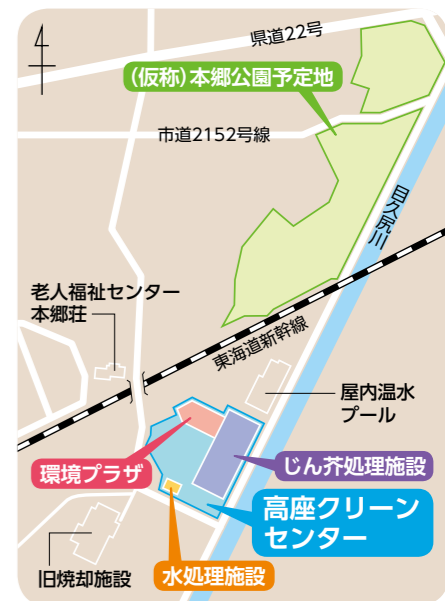 県道22号
(仮称)本郷公園予定地
市道2152号線
目久尻川
老人福祉センター
本郷荘
東海道新幹線
屋内温水
プール
環境プラザ
じん芥処理施設
高座クリーン
センター
旧焼却施設
水処理施設